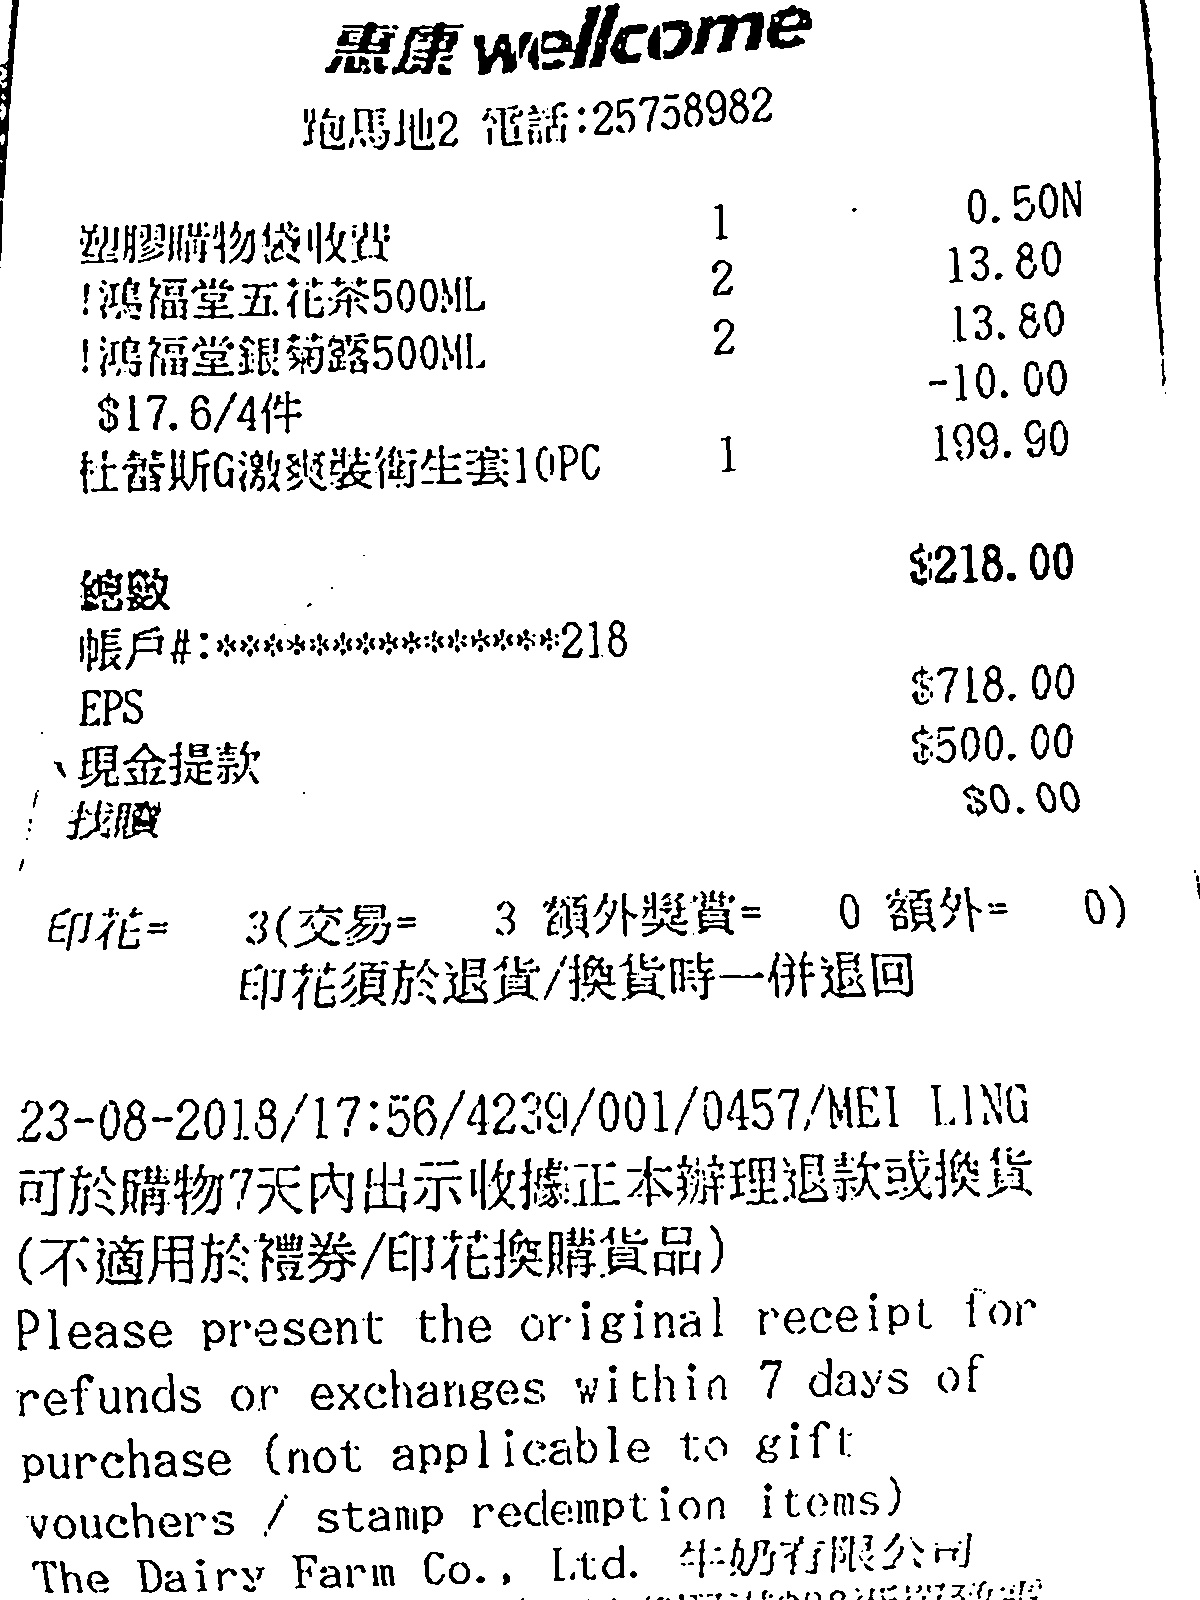 惠康 wellcome
跑馬地2 電話:25758982
塑膠購物袋收費 1 0.50N
!鴻福堂五花茶500ML 2 13.80
!鴻福堂銀菊露500ML 2 13.80
$17.6/4件 -10.00
杜蕾斯G激爽裝衛生套10PC 1 199.90
總數 $218.00
帳戶#:***************218
EPS $718.00
現金提款 $500.00
找贖 $0.00
印花= 3(交易= 3 額外獎賞= 0 額外= 0)
印花須於退貨/換貨時一併退回
23-08-2018/17:56/4239/001/0457/MEI LING
可於購物7天內出示收據正本辦理退款或換貨
(不適用於禮券/印花換購貨品)
Please present the original receipt for
refunds or exchanges within 7 days of
purchase (not applicable to gift
vouchers / stamp redemption items)
The Dairy Farm Co., Ltd. 牛奶有限公司